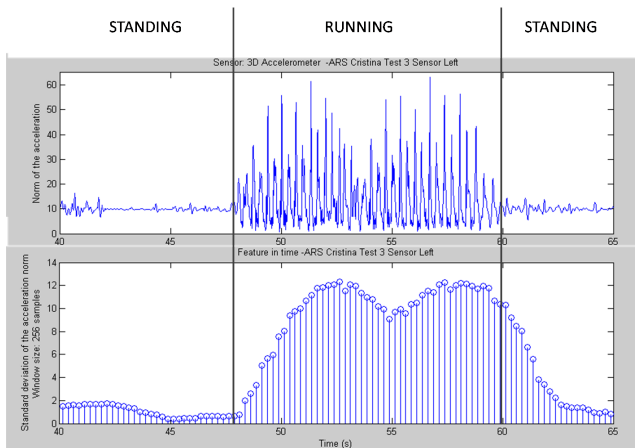 STANDING RUNNING STANDING
Sensor: 3D Accelerometer -ARS Cristina Test 3 Sensor Left
Norm of the acceleration
60
50
40
30
20
10
0
40 45 50 55 60 65
Feature in time -ARS Cristina Test 3 Sensor Left
Standard deviation of the acceleration norm
Window size: 256 samples
14
12
10
8
6
4
2
0
40 45 50 55 60 65
Time (s)